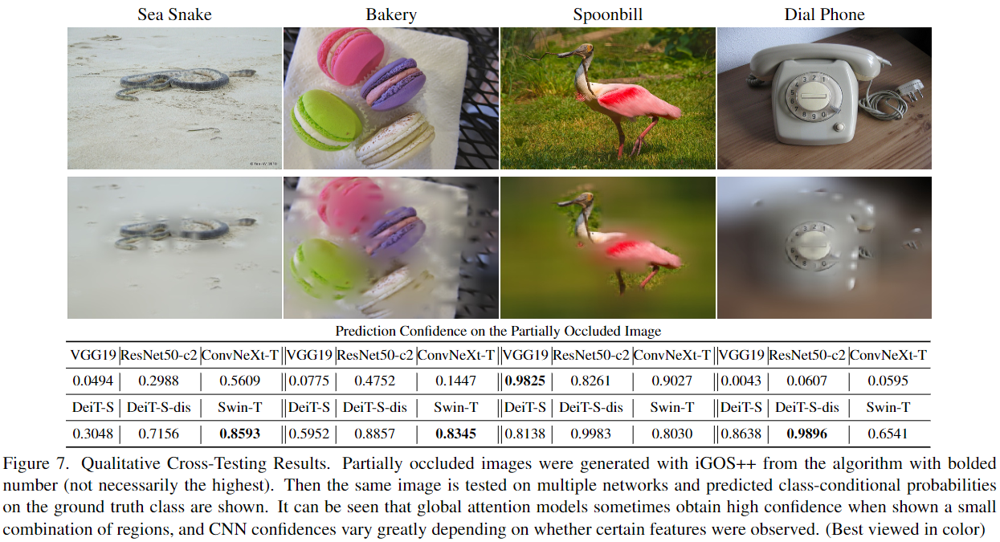 Sea Snake Bakery Spoonbill Dial Phone
Prediction Confidence on the Partially Occluded Image
VGG19 ResNet50-c2 ConvNeXt-T VGG19 ResNet50-c2 ConvNeXt-T VGG19 ResNet50-c2 ConvNeXt-T VGG19 ResNet50-c2 ConvNeXt-T
0.0494 0.2988 0.5609 0.0775 0.4752 0.1447 0.9825 0.8261 0.9027 0.0043 0.0607 0.0595
DeiT-S DeiT-S-dis Swin-T DeiT-S DeiT-S-dis Swin-T DeiT-S DeiT-S-dis Swin-T DeiT-S DeiT-S-dis Swin-T
0.3048 0.7156 0.8593 0.5952 0.8857 0.8345 0.8138 0.9983 0.8030 0.8638 0.9896 0.6541
Figure 7. Qualitative Cross-Testing Results. Partially occluded images were generated with iGOS++ from the algorithm with bolded
number (not necessarily the highest). Then the same image is tested on multiple networks and predicted class-conditional probabilities
on the ground truth class are shown. It can be seen that global attention models sometimes obtain high confidence when shown a small
combination of regions, and CNN confidences vary greatly depending on whether certain features were observed. (Best viewed in color)